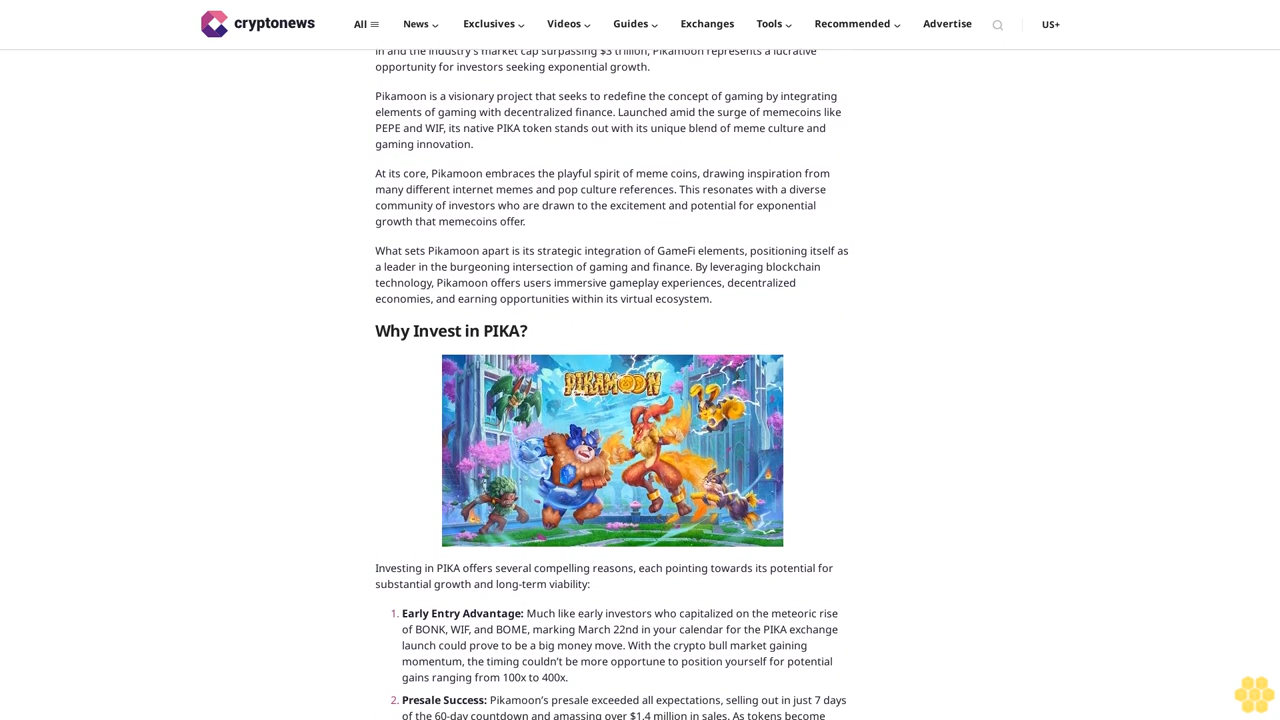 cryptonews
All
News
Exclusives
Videos
Guides
Exchanges
Tools
Recommended
Advertise
US+
in and the industry's market cap surpassing $3 trillion, Pikamoon represents a lucrative
opportunity for investors seeking exponential growth.
Pikamoon is a visionary project that seeks to redefine the concept of gaming by integrating
elements of gaming with decentralized finance. Launched amid the surge of memecoins like
PEPE and WIF, its native PIKA token stands out with its unique blend of meme culture and
gaming innovation.
At its core, Pikamoon embraces the playful spirit of meme coins, drawing inspiration from
many different internet memes and pop culture references. This resonates with a diverse
community of investors who are drawn to the excitement and potential for exponential
growth that memecoins offer.
What sets Pikamoon apart is its strategic integration of GameFi elements, positioning itself as
a leader in the burgeoning intersection of gaming and finance. By leveraging blockchain
technology, Pikamoon offers users immersive gameplay experiences, decentralized
economies, and earning opportunities within its virtual ecosystem.
Why Invest in PIKA?
PIKAMOON
Investing in PIKA offers several compelling reasons, each pointing towards its potential for
substantial growth and long-term viability:
1. Early Entry Advantage: Much like early investors who capitalized on the meteoric rise
of BONK, WIF, and BOME, marking March 22nd in your calendar for the PIKA exchange
launch could prove to be a big money move. With the crypto bull market gaining
momentum, the timing couldn't be more opportune to position yourself for potential
gains ranging from 100x to 400x.
2. Presale Success: Pikamoon's presale exceeded all expectations, selling out in just 7 days
of the 60-day countdown and amassing over $1.4 million in sales. As tokens become